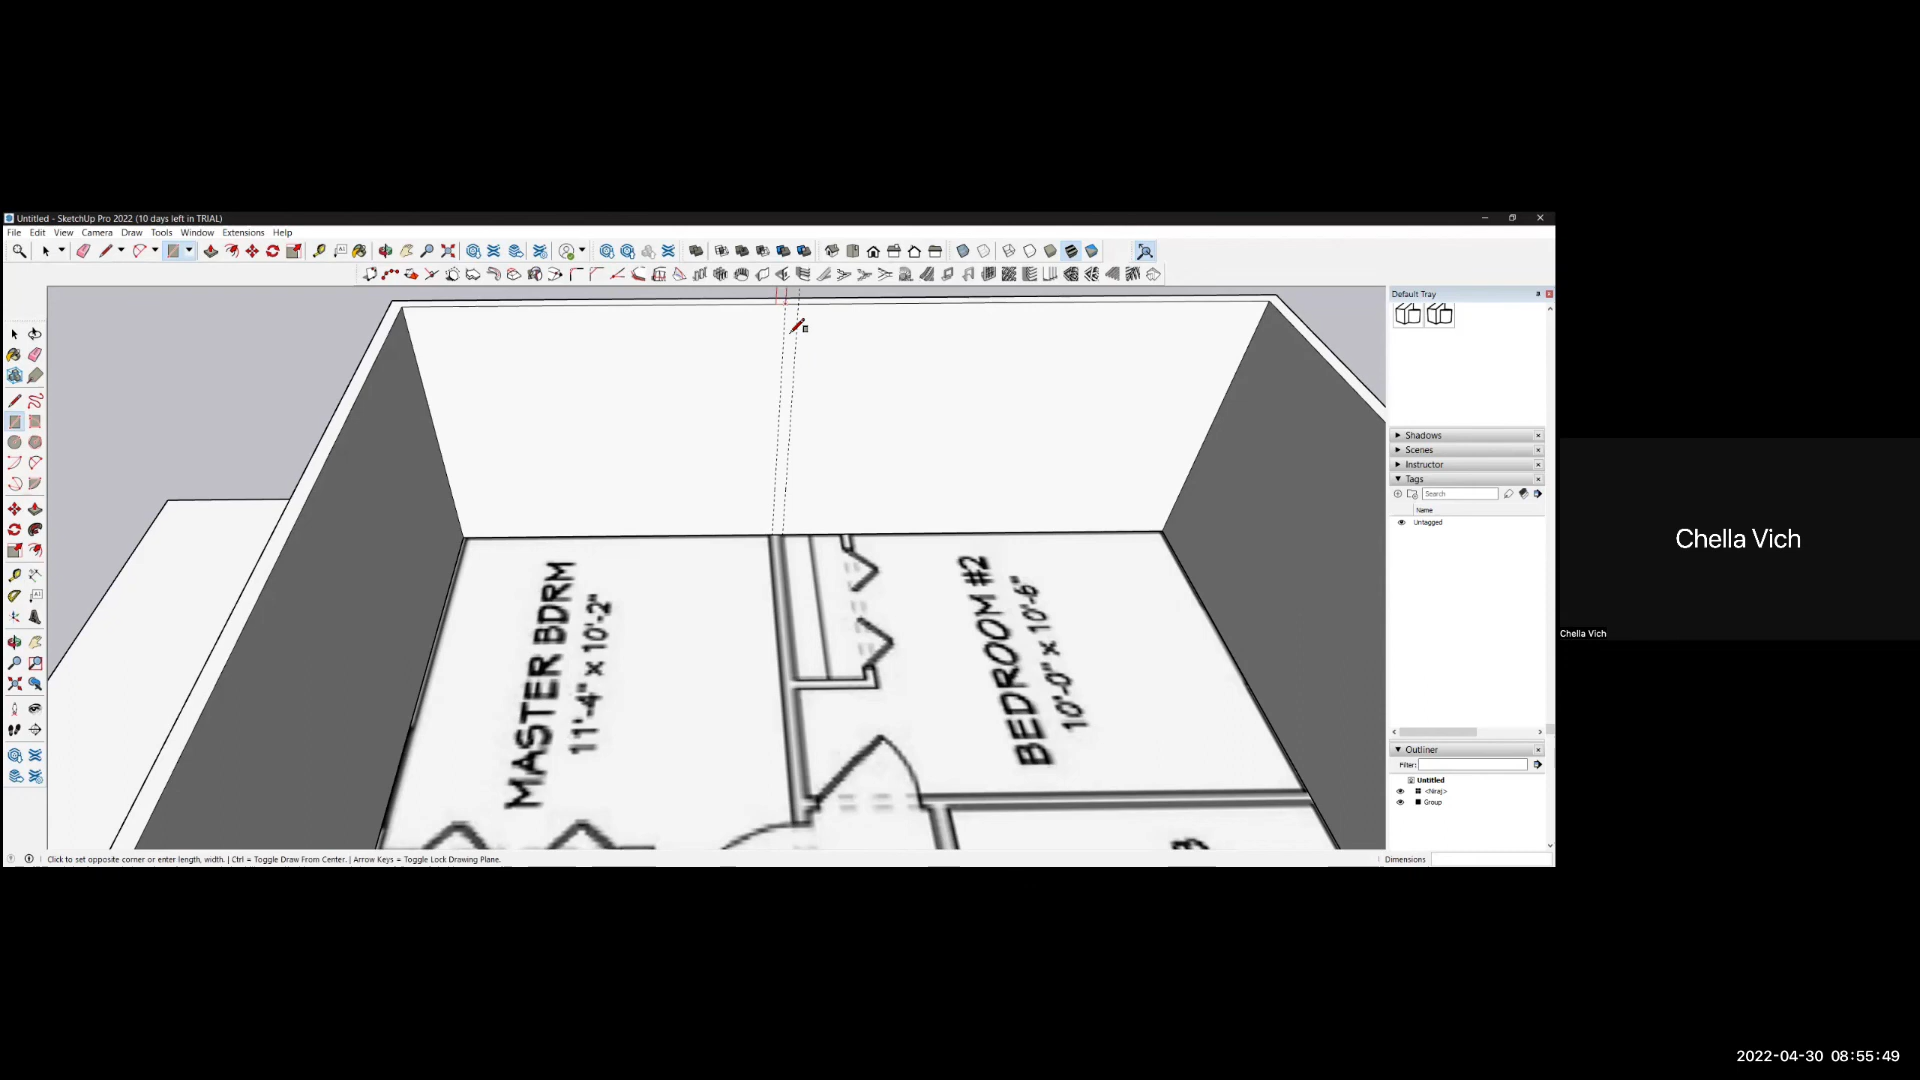 Untitled - SketchUp Pro 2022 (10 days left in TRIAL)
File Edit View Camera Draw Tools Window Extensions Help
Default Tray
Shadows
Scenes
Instructor
Tags
Search
Name
Untagged
Outliner
Filter:
Untitled
<Niraj>
Group
MASTER BDRM
11'-4" x 10'-2"
BEDROOM #2
10'-0" x 10'-6"
Click to set opposite corner or enter length, width. | Ctrl = Toggle Draw From Center. | Arrow Keys = Toggle Lock Drawing Plane.
Dimensions
Chella Vich
Chella Vich
2022-04-30 08:55:49